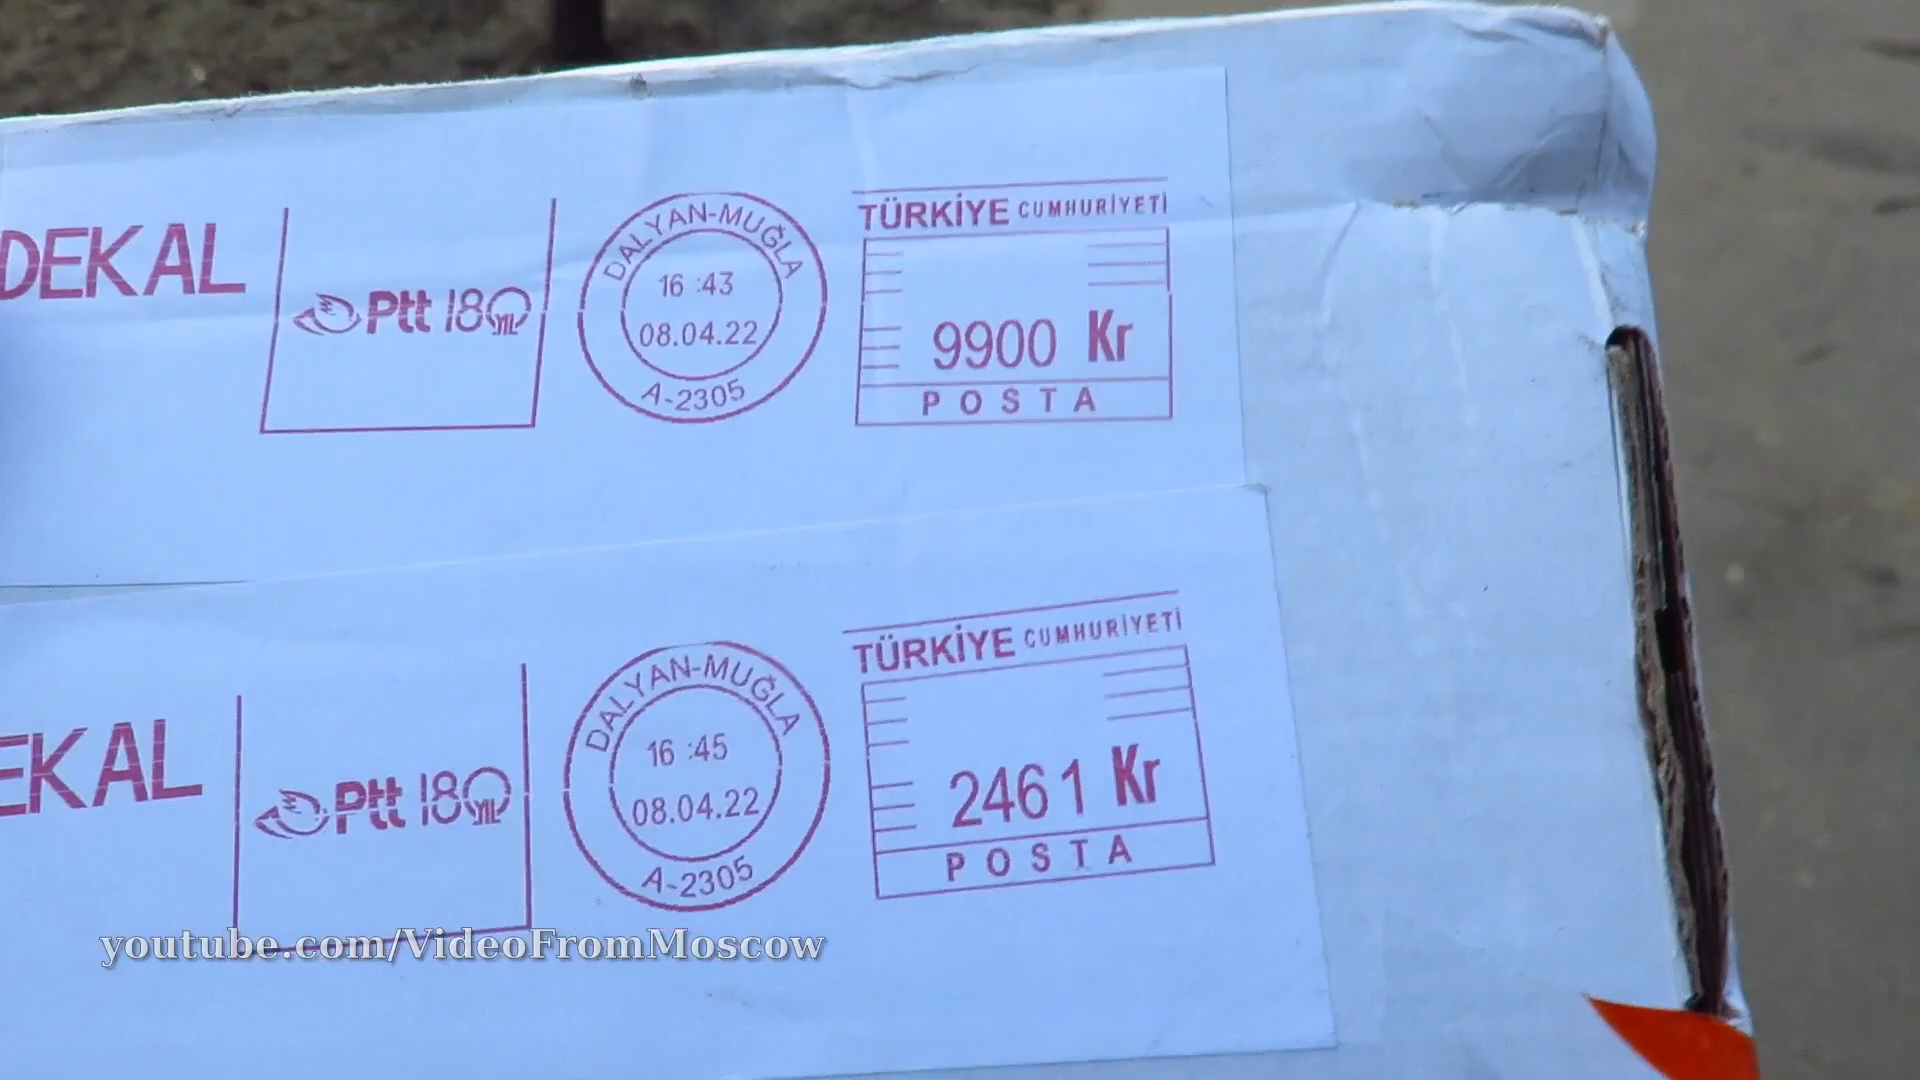 DEKAL
Ptt 180 YIL
DALYAN-MUĞLA
16 :43
08.04.22
A-2305
TÜRKİYE CUMHURİYETİ
9900 Kr
POSTA
EKAL
Ptt 180 YIL
DALYAN-MUĞLA
16 :45
08.04.22
A-2305
TÜRKİYE CUMHURİYETİ
2461 Kr
POSTA
youtube.com/VideoFromMoscow